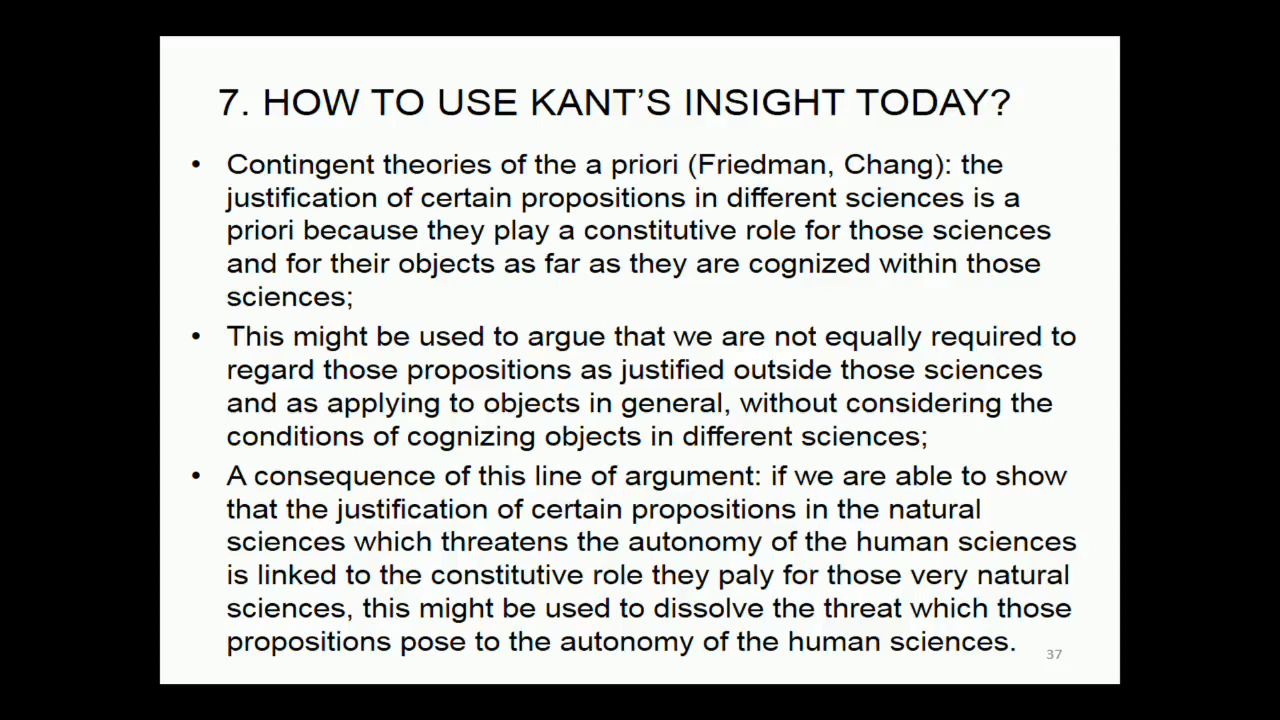 7. HOW TO USE KANT'S INSIGHT TODAY?
• Contingent theories of the a priori (Friedman, Chang): the
justification of certain propositions in different sciences is a
priori because they play a constitutive role for those sciences
and for their objects as far as they are cognized within those
sciences;
• This might be used to argue that we are not equally required to
regard those propositions as justified outside those sciences
and as applying to objects in general, without considering the
conditions of cognizing objects in different sciences;
• A consequence of this line of argument: if we are able to show
that the justification of certain propositions in the natural
sciences which threatens the autonomy of the human sciences
is linked to the constitutive role they paly for those very natural
sciences, this might be used to dissolve the threat which those
propositions pose to the autonomy of the human sciences.
37